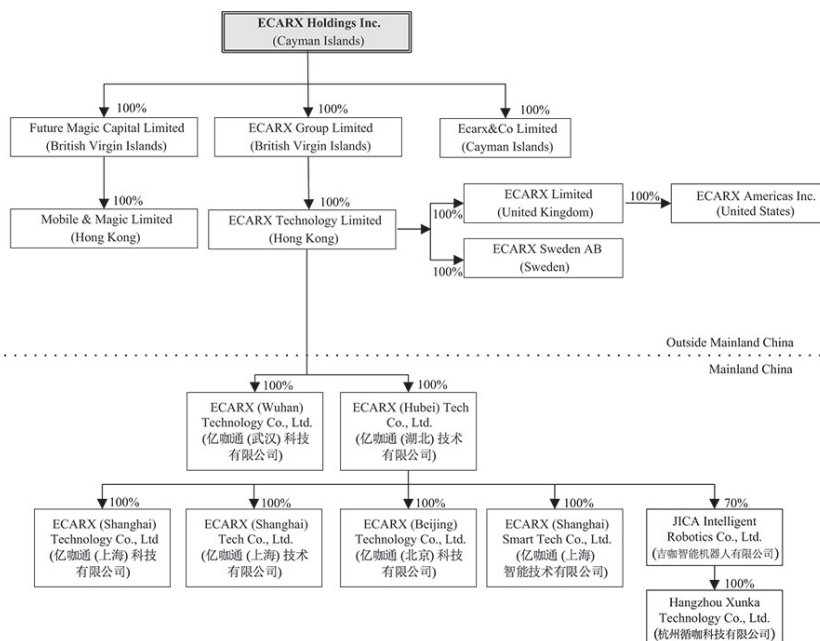 ECARX Holdings Inc.
(Cayman Islands)
100%
100%
100%
Future Magic Capital Limited
(British Virgin Islands)
ECARX Group Limited
(British Virgin Islands)
Ecarx&Co Limited
(Cayman Islands)
100%
100%
Mobile & Magic Limited
(Hong Kong)
ECARX Technology Limited
(Hong Kong)
100%
ECARX Limited
(United Kingdom)
100%
ECARX Americas Inc.
(United States)
100%
ECARX Sweden AB
(Sweden)
Outside Mainland China
Mainland China
100%
100%
ECARX (Wuhan)
Technology Co., Ltd.
(亿咖通 (武汉) 科技
有限公司)
ECARX (Hubei) Tech
Co., Ltd.
(亿咖通 (湖北) 技术
有限公司)
100%
100%
100%
100%
70%
ECARX (Shanghai)
Technology Co., Ltd
(亿咖通 (上海) 科技
有限公司)
ECARX (Shanghai)
Tech Co., Ltd.
(亿咖通 (上海) 技术
有限公司)
ECARX (Beijing)
Technology Co., Ltd.
(亿咖通 (北京) 科技
有限公司)
ECARX (Shanghai)
Smart Tech Co., Ltd.
(亿咖通 (上海)
智能技术有限公司)
JICA Intelligent
Robotics Co., Ltd.
(吉咖智能机器人有限公司)
100%
Hangzhou Xunka
Technology Co., Ltd.
(杭州循咖科技有限公司)